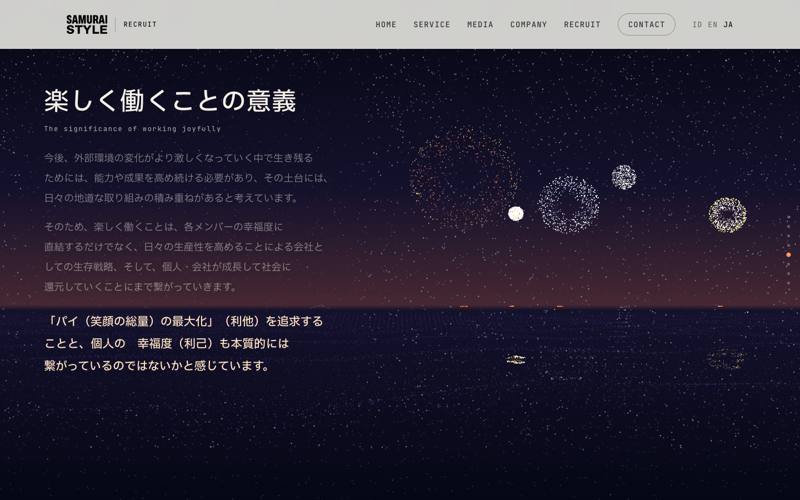 SAMURAI
STYLE
RECRUIT
HOME SERVICE MEDIA COMPANY RECRUIT CONTACT ID EN JA
楽しく働くことの意義
The significance of working joyfully
今後、外部環境の変化がより激しくなっていく中で生き残る
ためには、能力や成果を高め続ける必要があり、その土台には、
日々の地道な取り組みの積み重ねがあると考えています。
そのため、楽しく働くことは、各メンバーの幸福度に
直結するだけでなく、日々の生産性を高めることによる会社と
しての生存戦略、そして、個人・会社が成長して社会に
還元していくことにまで繋がっていきます。
「パイ（笑顔の総量）の最大化」（利他）を追求する
ことと、個人の　幸福度（利己）も本質的には
繋がっているのではないかと感じています。